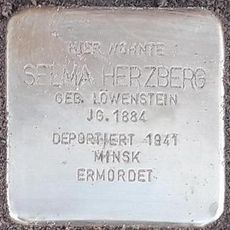 HIER WOHNTE
SELMA HERZBERG
GEB. LÖWENSTEIN
JG. 1884
DEPORTIERT 1941
MINSK
ERMORDET